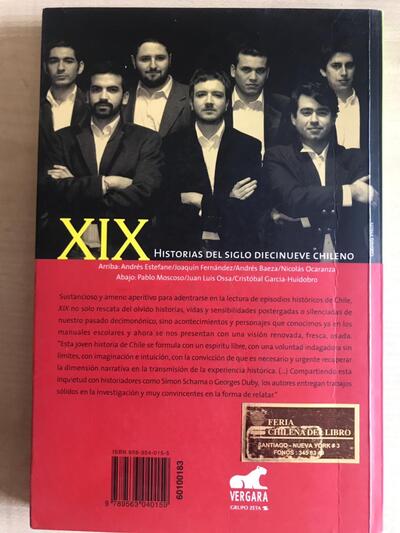 XIX HISTORIAS DEL SIGLO DIECINUEVE CHILENO
Arriba: Andrés Estefane/Joaquín Fernández/Andrés Baeza/Nicolás Ocaranza
Abajo: Pablo Moscoso/Juan Luis Ossa/Cristóbal García-Huidobro
Sustancioso y ameno aperitivo para adentrarse en la lectura de episodios históricos de Chile,
XIX no solo rescata del olvido historias, vidas y sensibilidades postergadas o silenciadas de
nuestro pasado decimonónico, sino acontecimientos y personajes que conocimos ya en los
manuales escolares y ahora se nos presentan con una visión renovada, fresca, osada.
"Esta joven historia de Chile se formula con un espíritu libre, con una voluntad indagadora sin
límites, con imaginación e intuición, con la convicción de que es necesario y urgente recuperar
la dimensión narrativa en la transmisión de la experiencia histórica. (...) Compartiendo esta
inquietud con historiadores como Simon Schama o Georges Duby, los autores entregan trabajos
sólidos en la investigación y muy convincentes en la forma de relatar."
FERIA
CHILENA DEL LIBRO
SANTIAGO - NUEVA YORK # 3
ISBN 956-304-015-5
9 789563 040159
60100183
VERGARA
GRUPO ZETA